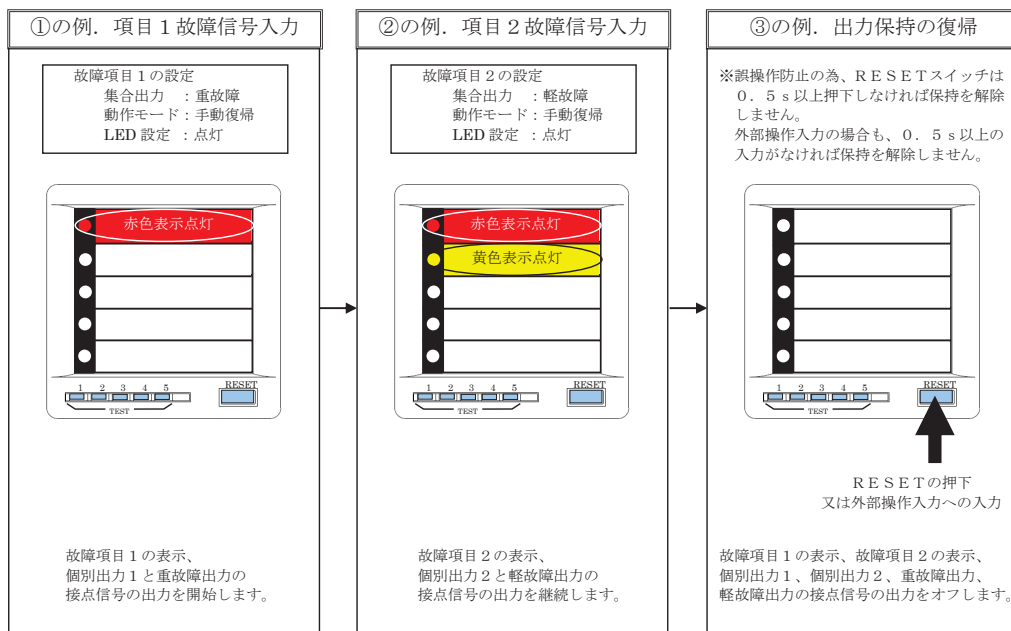 ①の例．項目１故障信号入力
故障項目１の設定
集合出力　：重故障
動作モード：手動復帰
LED 設定　：点灯
赤色表示点灯
1 2 3 4 5
TEST
RESET
故障項目１の表示、
個別出力１と重故障出力の
接点信号の出力を開始します。
②の例．項目２故障信号入力
故障項目２の設定
集合出力　：軽故障
動作モード：手動復帰
LED 設定　：点灯
赤色表示点灯
黄色表示点灯
1 2 3 4 5
TEST
RESET
故障項目２の表示、
個別出力２と軽故障出力の
接点信号の出力を継続します。
③の例．出力保持の復帰
※誤操作防止の為、ＲＥＳＥＴスイッチは
０．５ｓ以上押下しなければ保持を解除
しません。
外部操作入力の場合も、０．５ｓ以上の
入力がなければ保持を解除しません。
1 2 3 4 5
TEST
RESET
ＲＥＳＥＴの押下
又は外部操作入力への入力
故障項目１の表示、故障項目２の表示、
個別出力１、個別出力２、重故障出力、
軽故障出力の接点信号の出力をオフします。